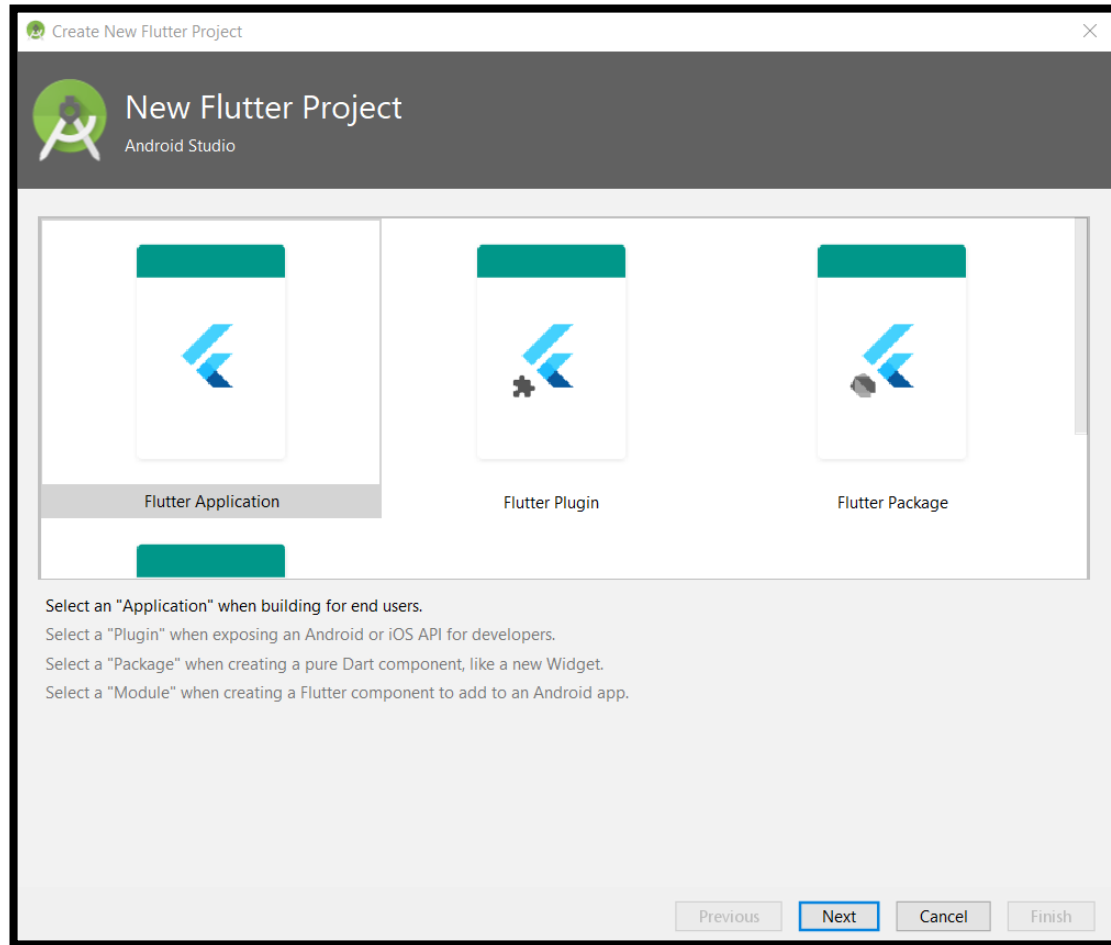 Create New Flutter Project
New Flutter Project
Android Studio
Flutter Application
Flutter Plugin
Flutter Package
Select an "Application" when building for end users.
Select a "Plugin" when exposing an Android or iOS API for developers.
Select a "Package" when creating a pure Dart component, like a new Widget.
Select a "Module" when creating a Flutter component to add to an Android app.
Previous
Next
Cancel
Finish